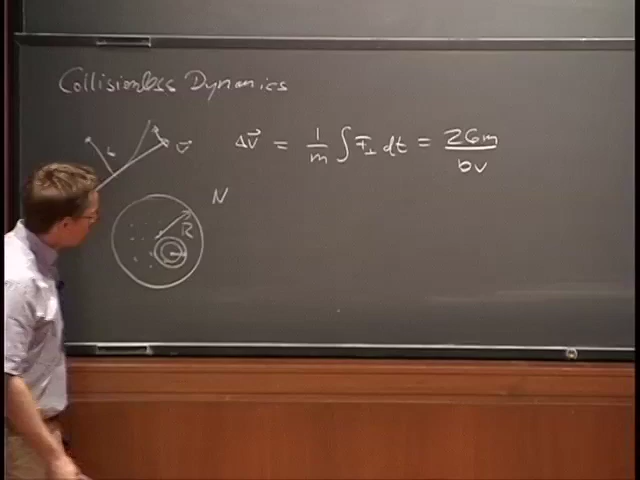 Collisionless Dynamics
b
v⃗
Δv⃗ = 1/m ∫ F⊥ dt = 2Gm/bv
N
R